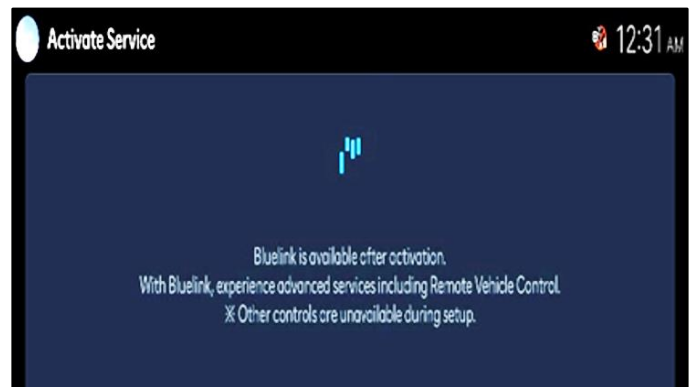 Activate Service
12:31 AM
Bluelink is available after activation.
With Bluelink, experience advanced services including Remote Vehicle Control.
※ Other controls are unavailable during setup.